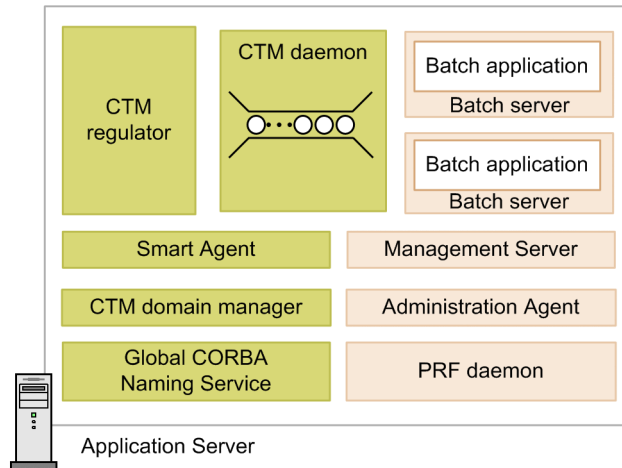 CTM
regulator
CTM daemon
Batch application
Batch server
Batch application
Batch server
Smart Agent
Management Server
CTM domain manager
Administration Agent
Global CORBA
Naming Service
PRF daemon
Application Server